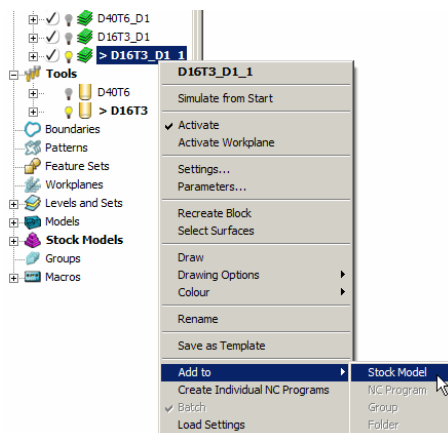 D40T6_D1
D16T3_D1
> D16T3_D1_1
Tools
D40T6
> D16T3
Boundaries
Patterns
Feature Sets
Workplanes
Levels and Sets
Models
Stock Models
Groups
Macros
D16T3_D1_1
Simulate from Start
Activate
Activate Workplane
Settings...
Parameters...
Recreate Block
Select Surfaces
Draw
Drawing Options
Colour
Rename
Save as Template
Add to
Create Individual NC Programs
Batch
Load Settings
Stock Model
NC Program
Group
Folder